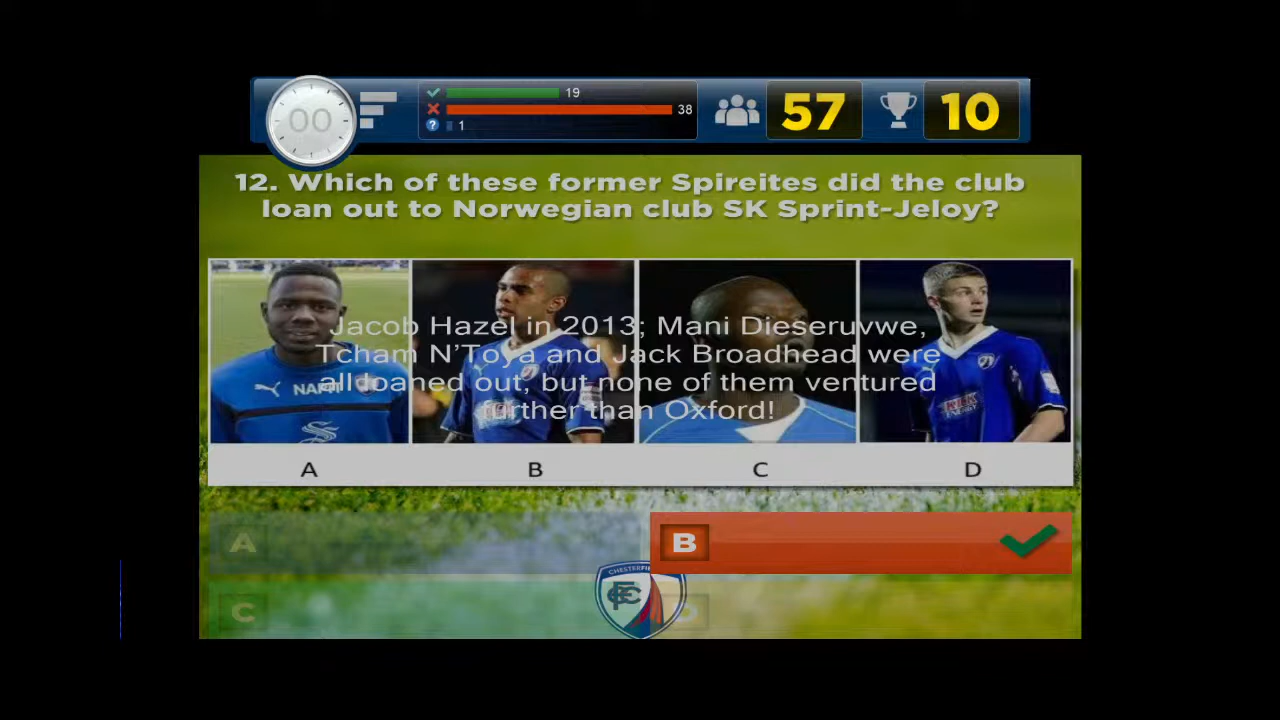 00
19
38
1
57
10
12. Which of these former Spireites did the club
loan out to Norwegian club SK Sprint-Jeloy?
Jacob Hazel in 2013; Mani Dieseruvwe,
Tcham N'Toya and Jack Broadhead were
all loaned out, but none of them ventured
further than Oxford!
A
B
C
D
A
B
C
D